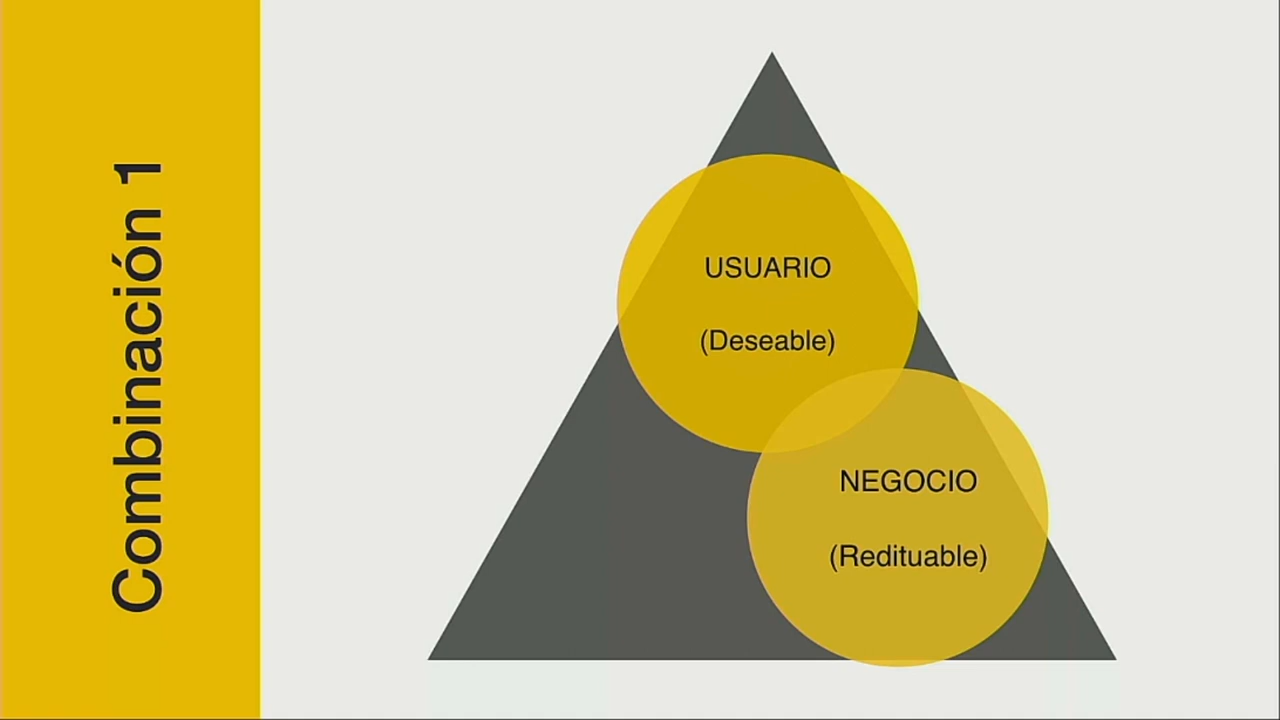 Combinación 1
USUARIO
(Deseable)
NEGOCIO
(Redituable)